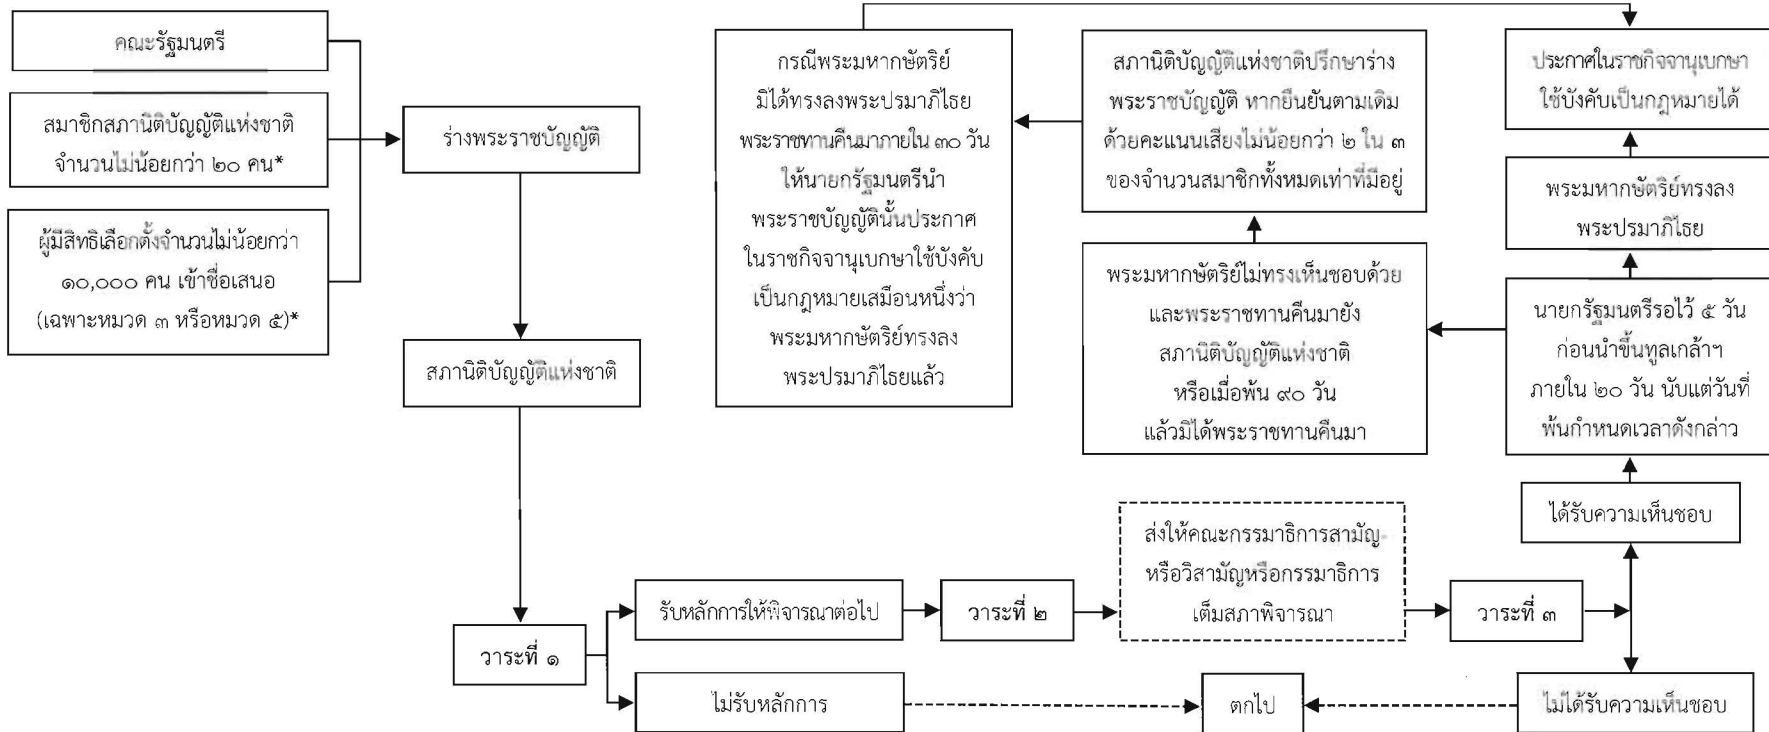 คณะรัฐมนตรี
สมาชิกสภานิติบัญญัติแห่งชาติ
จำนวนไม่น้อยกว่า ๒๐ คน*
ผู้มีสิทธิเลือกตั้งจำนวนไม่น้อยกว่า
๑๐,๐๐๐ คน เข้าชื่อเสนอ
(เฉพาะหมวด ๓ หรือหมวด ๕)*
ร่างพระราชบัญญัติ
สภานิติบัญญัติแห่งชาติ
วาระที่ ๑
รับหลักการให้พิจารณาต่อไป
ไม่รับหลักการ
วาระที่ ๒
ส่งให้คณะกรรมาธิการสามัญ
หรือวิสามัญหรือกรรมาธิการ
เต็มสภาพิจารณา
วาระที่ ๓
ตกไป
ไม่ได้รับความเห็นชอบ
ได้รับความเห็นชอบ
นายกรัฐมนตรีรอไว้ ๕ วัน
ก่อนนำขึ้นทูลเกล้าฯ
ภายใน ๒๐ วัน นับแต่วันที่
พ้นกำหนดเวลาดังกล่าว
พระมหากษัตริย์ทรงลง
พระปรมาภิไธย
ประกาศในราชกิจจานุเบกษา
ใช้บังคับเป็นกฎหมายได้
พระมหากษัตริย์ไม่ทรงเห็นชอบด้วย
และพระราชทานคืนมายัง
สภานิติบัญญัติแห่งชาติ
หรือเมื่อพ้น ๙๐ วัน
แล้วมิได้พระราชทานคืนมา
สภานิติบัญญัติแห่งชาติปรึกษาร่าง
พระราชบัญญัติ หากยืนยันตามเดิม
ด้วยคะแนนเสียงไม่น้อยกว่า ๒ ใน ๓
ของจำนวนสมาชิกทั้งหมดเท่าที่มีอยู่
กรณีพระมหากษัตริย์
มิได้ทรงลงพระปรมาภิไธย
พระราชทานคืนมาภายใน ๓๐ วัน
ให้นายกรัฐมนตรีนำ
พระราชบัญญัตินั้นประกาศ
ในราชกิจจานุเบกษาใช้บังคับ
เป็นกฎหมายเสมือนหนึ่งว่า
พระมหากษัตริย์ทรงลง
พระปรมาภิไธยแล้ว